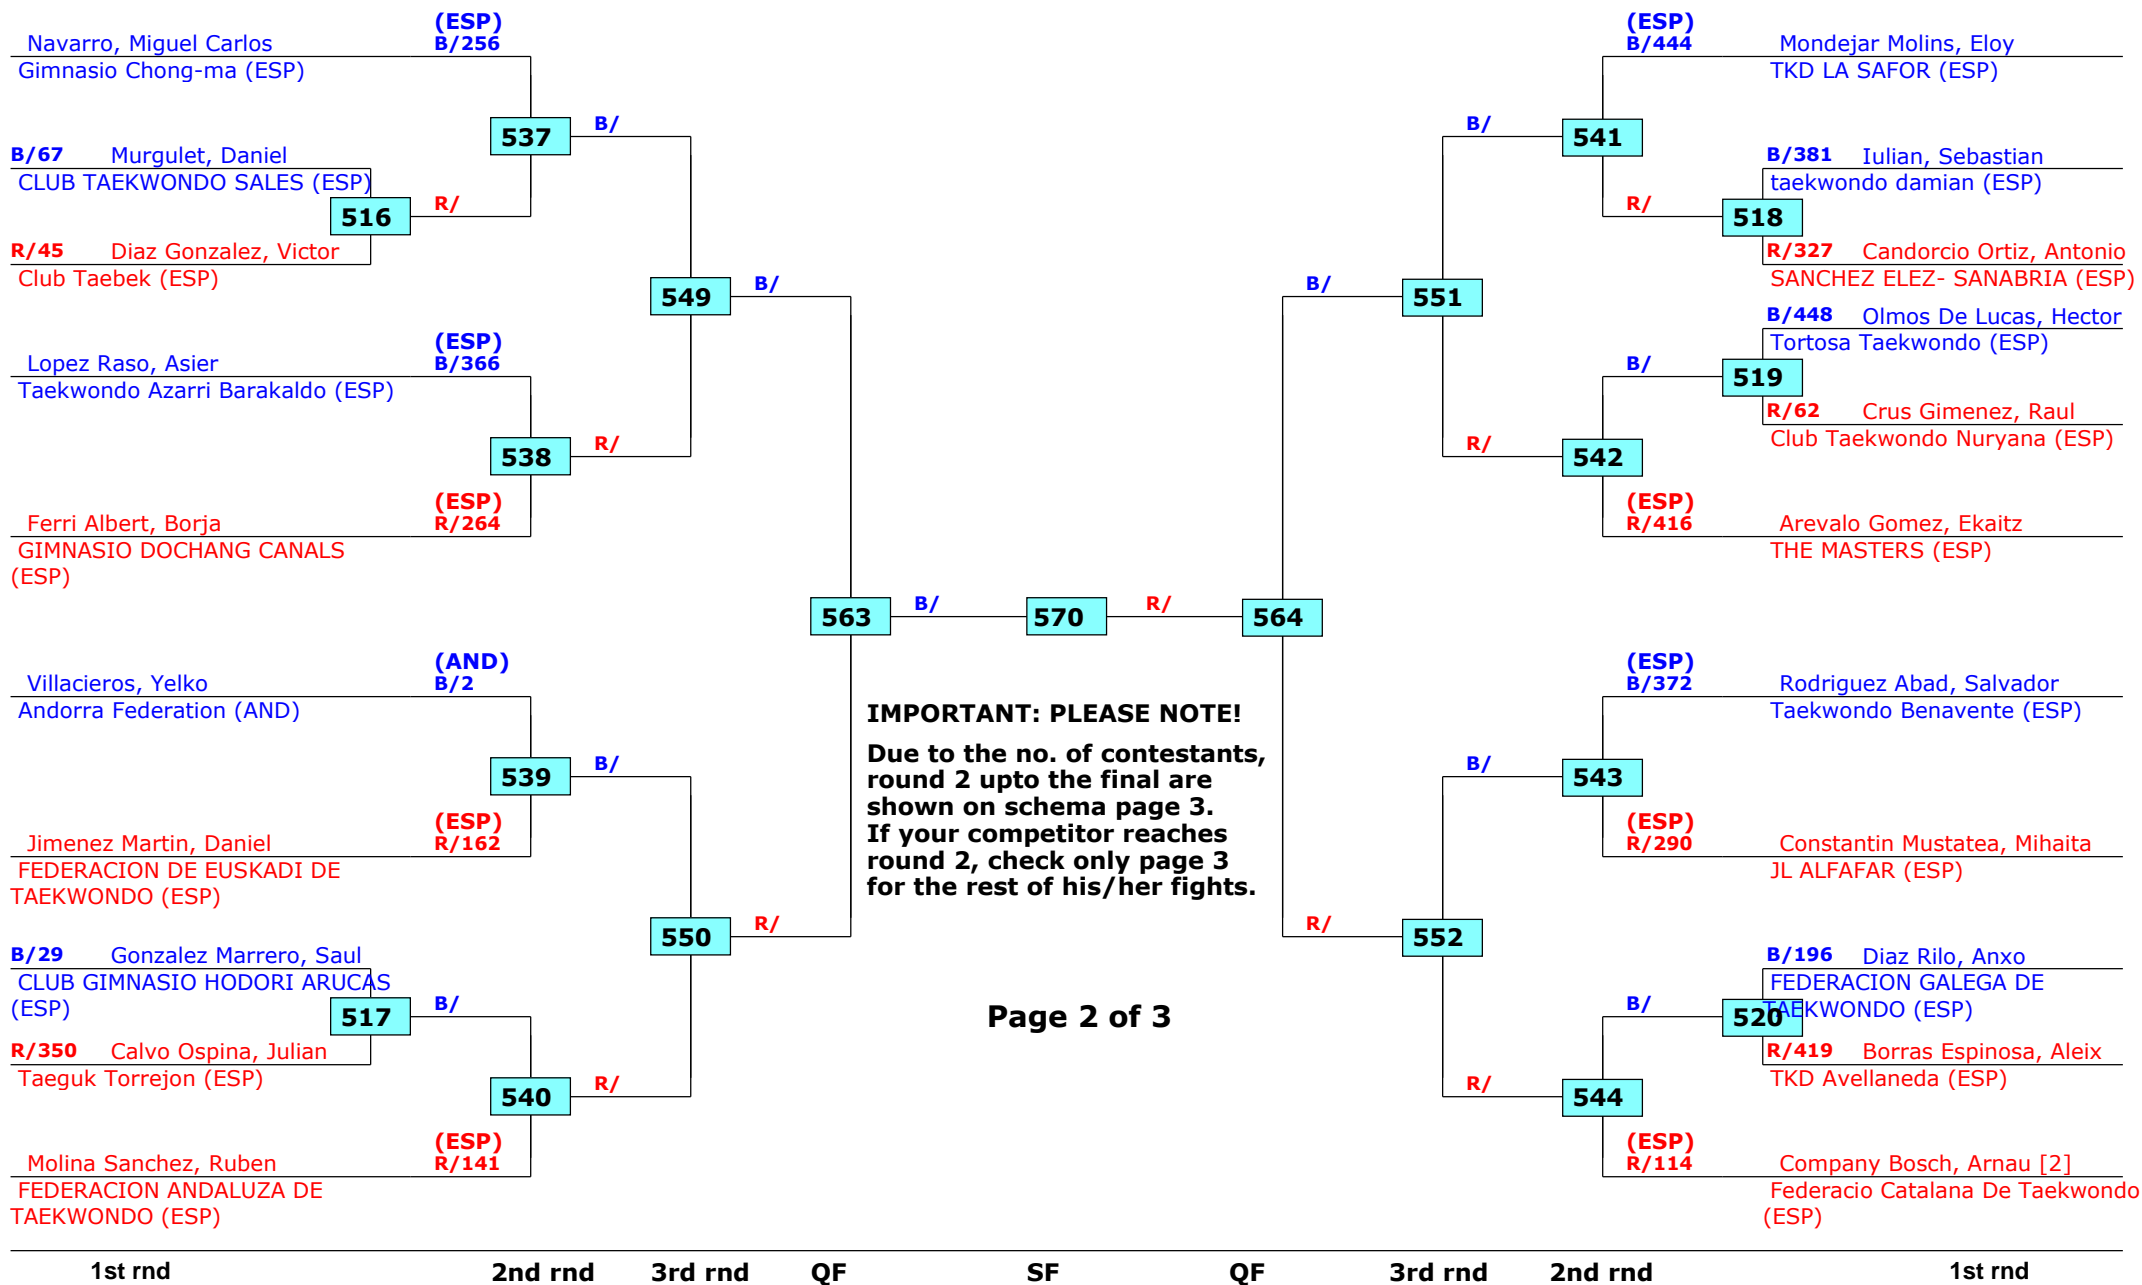 (ESP)
Navarro, Miguel Carlos B/256
Gimnasio Chong-ma (ESP)
537 B/
B/67 Murgulet, Daniel
CLUB TAEKWONDO SALES (ESP)
516 R/
R/45 Diaz Gonzalez, Victor
Club Taebek (ESP)
549 B/
(ESP)
Lopez Raso, Asier B/366
Taekwondo Azarri Barakaldo (ESP)
538 R/
(ESP)
Ferri Albert, Borja R/264
GIMNASIO DOCHANG CANALS
(ESP)
563 B/ 570 R/ 564
(AND)
Villacieros, Yelko B/2
Andorra Federation (AND)
539 B/
(ESP)
Jimenez Martin, Daniel R/162
FEDERACION DE EUSKADI DE
TAEKWONDO (ESP)
550 R/
B/29 Gonzalez Marrero, Saul
CLUB GIMNASIO HODORI ARUCAS
(ESP)
517 B/
R/350 Calvo Ospina, Julian
Taeguk Torrejon (ESP)
540 R/
(ESP)
Molina Sanchez, Ruben R/141
FEDERACION ANDALUZA DE
TAEKWONDO (ESP)
IMPORTANT: PLEASE NOTE!
Due to the no. of contestants,
round 2 upto the final are
shown on schema page 3.
If your competitor reaches
round 2, check only page 3
for the rest of his/her fights.
Page 2 of 3
(ESP)
B/444 Mondejar Molins, Eloy
TKD LA SAFOR (ESP)
B/ 541
B/381 Iulian, Sebastian
taekwondo damian (ESP)
R/ 518
R/327 Candorcio Ortiz, Antonio
SANCHEZ ELEZ- SANABRIA (ESP)
B/ 551
B/448 Olmos De Lucas, Hector
Tortosa Taekwondo (ESP)
B/ 519
R/62 Crus Gimenez, Raul
Club Taekwondo Nuryana (ESP)
R/ 542
(ESP)
R/416 Arevalo Gomez, Ekaitz
THE MASTERS (ESP)
(ESP)
B/372 Rodriguez Abad, Salvador
Taekwondo Benavente (ESP)
B/ 543
(ESP)
R/290 Constantin Mustatea, Mihaita
JL ALFAFAR (ESP)
R/ 552
B/196 Diaz Rilo, Anxo
FEDERACION GALEGA DE
TAEKWONDO (ESP)
B/ 520
R/419 Borras Espinosa, Aleix
TKD Avellaneda (ESP)
R/ 544
(ESP)
R/114 Company Bosch, Arnau [2]
Federacio Catalana De Taekwondo
(ESP)
1st rnd 2nd rnd 3rd rnd QF SF QF 3rd rnd 2nd rnd 1st rnd